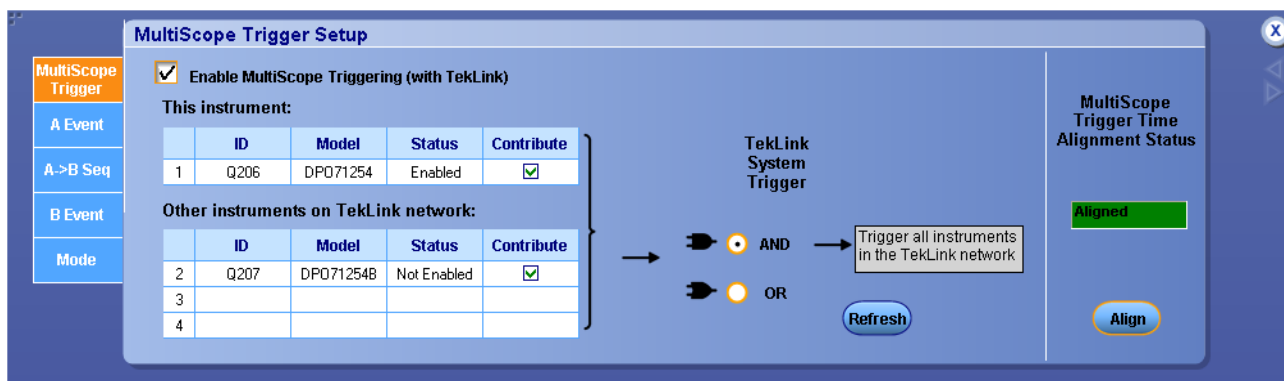 MultiScope Trigger Setup
X
MultiScope
Trigger
A Event
A->B Seq
B Event
Mode
Enable MultiScope Triggering (with TekLink)
This instrument:
ID Model Status Contribute
1 Q206 DPO71254 Enabled
Other instruments on TekLink network:
ID Model Status Contribute
2 Q207 DPO71254B Not Enabled
3
4
TekLink
System
Trigger
AND
OR
Trigger all instruments
in the TekLink network
Refresh
MultiScope
Trigger Time
Alignment Status
Aligned
Align